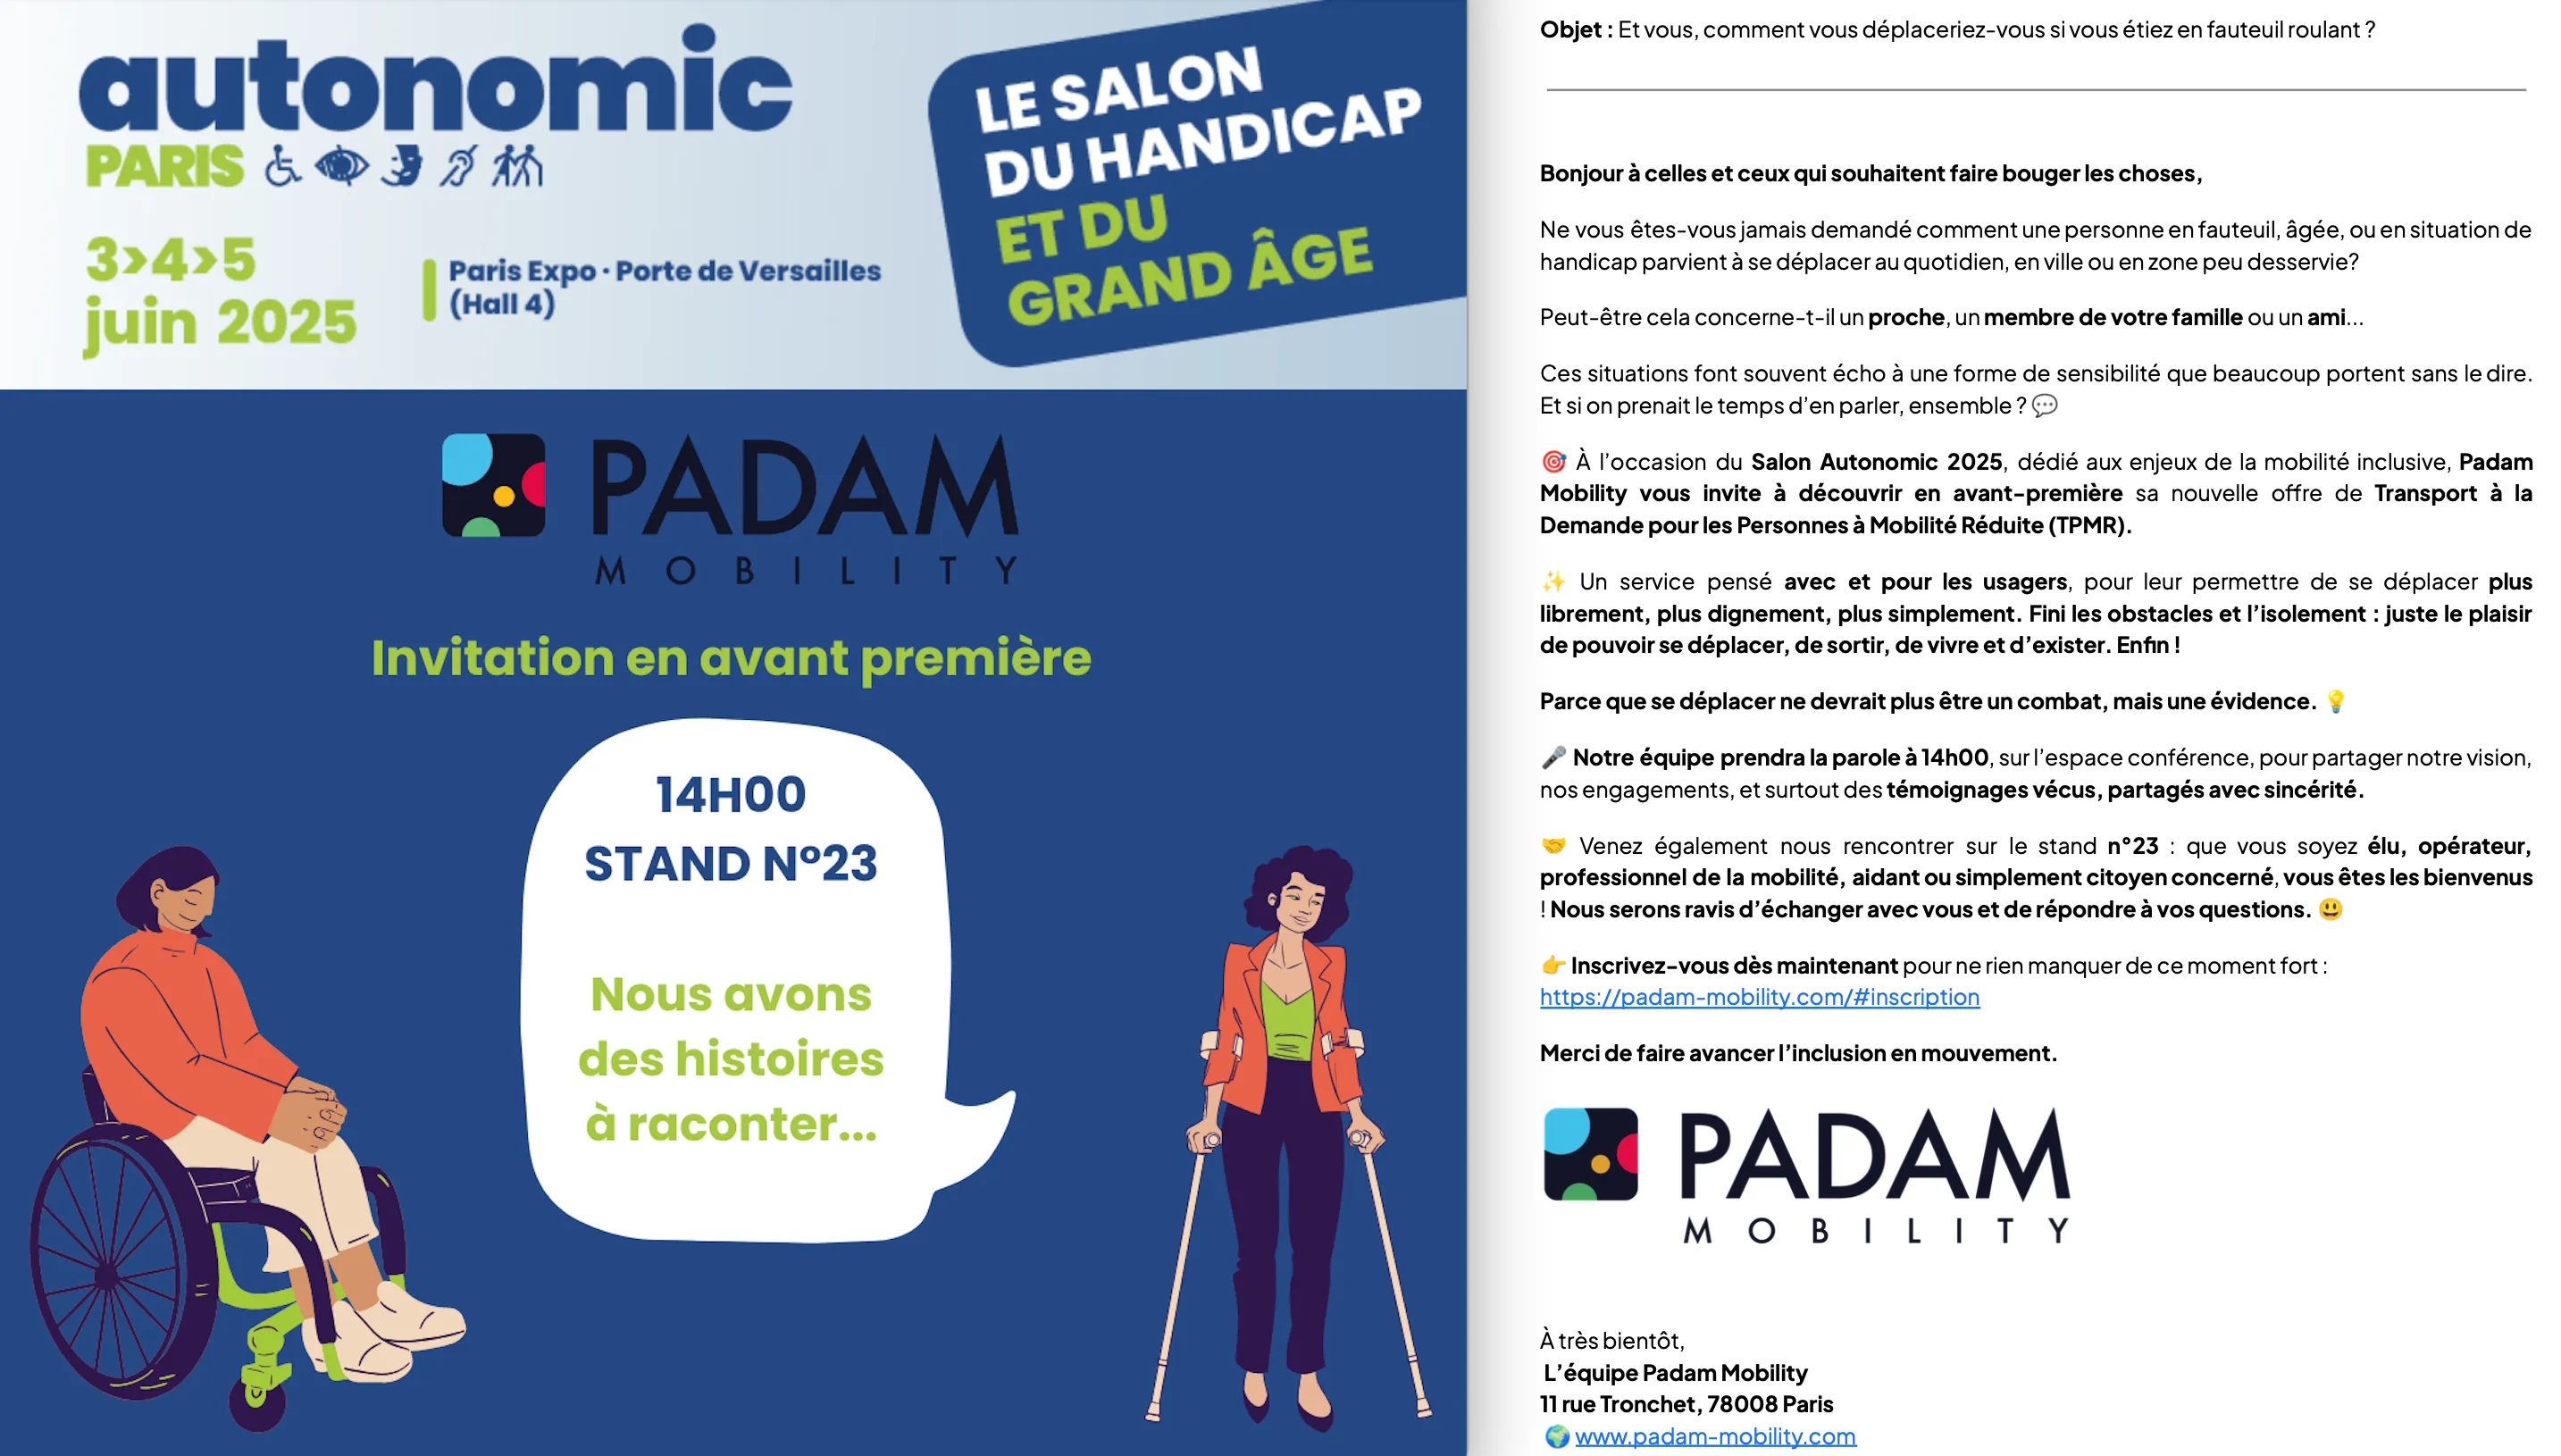 autonomic
PARIS
3>4>5
juin 2025
Paris Expo · Porte de Versailles
(Hall 4)
LE SALON
DU HANDICAP
ET DU
GRAND ÂGE
PADAM
MOBILITY
Invitation en avant première
14H00
STAND N°23
Nous avons
des histoires
à raconter...
Objet : Et vous, comment vous déplaceriez-vous si vous étiez en fauteuil roulant ?
Bonjour à celles et ceux qui souhaitent faire bouger les choses,
Ne vous êtes-vous jamais demandé comment une personne en fauteuil, âgée, ou en situation de
handicap parvient à se déplacer au quotidien, en ville ou en zone peu desservie?
Peut-être cela concerne-t-il un proche, un membre de votre famille ou un ami...
Ces situations font souvent écho à une forme de sensibilité que beaucoup portent sans le dire.
Et si on prenait le temps d'en parler, ensemble ? 💬
🎯 À l'occasion du Salon Autonomic 2025, dédié aux enjeux de la mobilité inclusive, Padam
Mobility vous invite à découvrir en avant-première sa nouvelle offre de Transport à la
Demande pour les Personnes à Mobilité Réduite (TPMR).
✨ Un service pensé avec et pour les usagers, pour leur permettre de se déplacer plus
librement, plus dignement, plus simplement. Fini les obstacles et l'isolement : juste le plaisir
de pouvoir se déplacer, de sortir, de vivre et d'exister. Enfin !
Parce que se déplacer ne devrait plus être un combat, mais une évidence. 💡
🎤 Notre équipe prendra la parole à 14h00, sur l'espace conférence, pour partager notre vision,
nos engagements, et surtout des témoignages vécus, partagés avec sincérité.
🤝 Venez également nous rencontrer sur le stand n°23 : que vous soyez élu, opérateur,
professionnel de la mobilité, aidant ou simplement citoyen concerné, vous êtes les bienvenus
! Nous serons ravis d'échanger avec vous et de répondre à vos questions. 😃
👉 Inscrivez-vous dès maintenant pour ne rien manquer de ce moment fort :
https://padam-mobility.com/#inscription
Merci de faire avancer l'inclusion en mouvement.
PADAM
MOBILITY
À très bientôt,
L'équipe Padam Mobility
11 rue Tronchet, 78008 Paris
🌍 www.padam-mobility.com